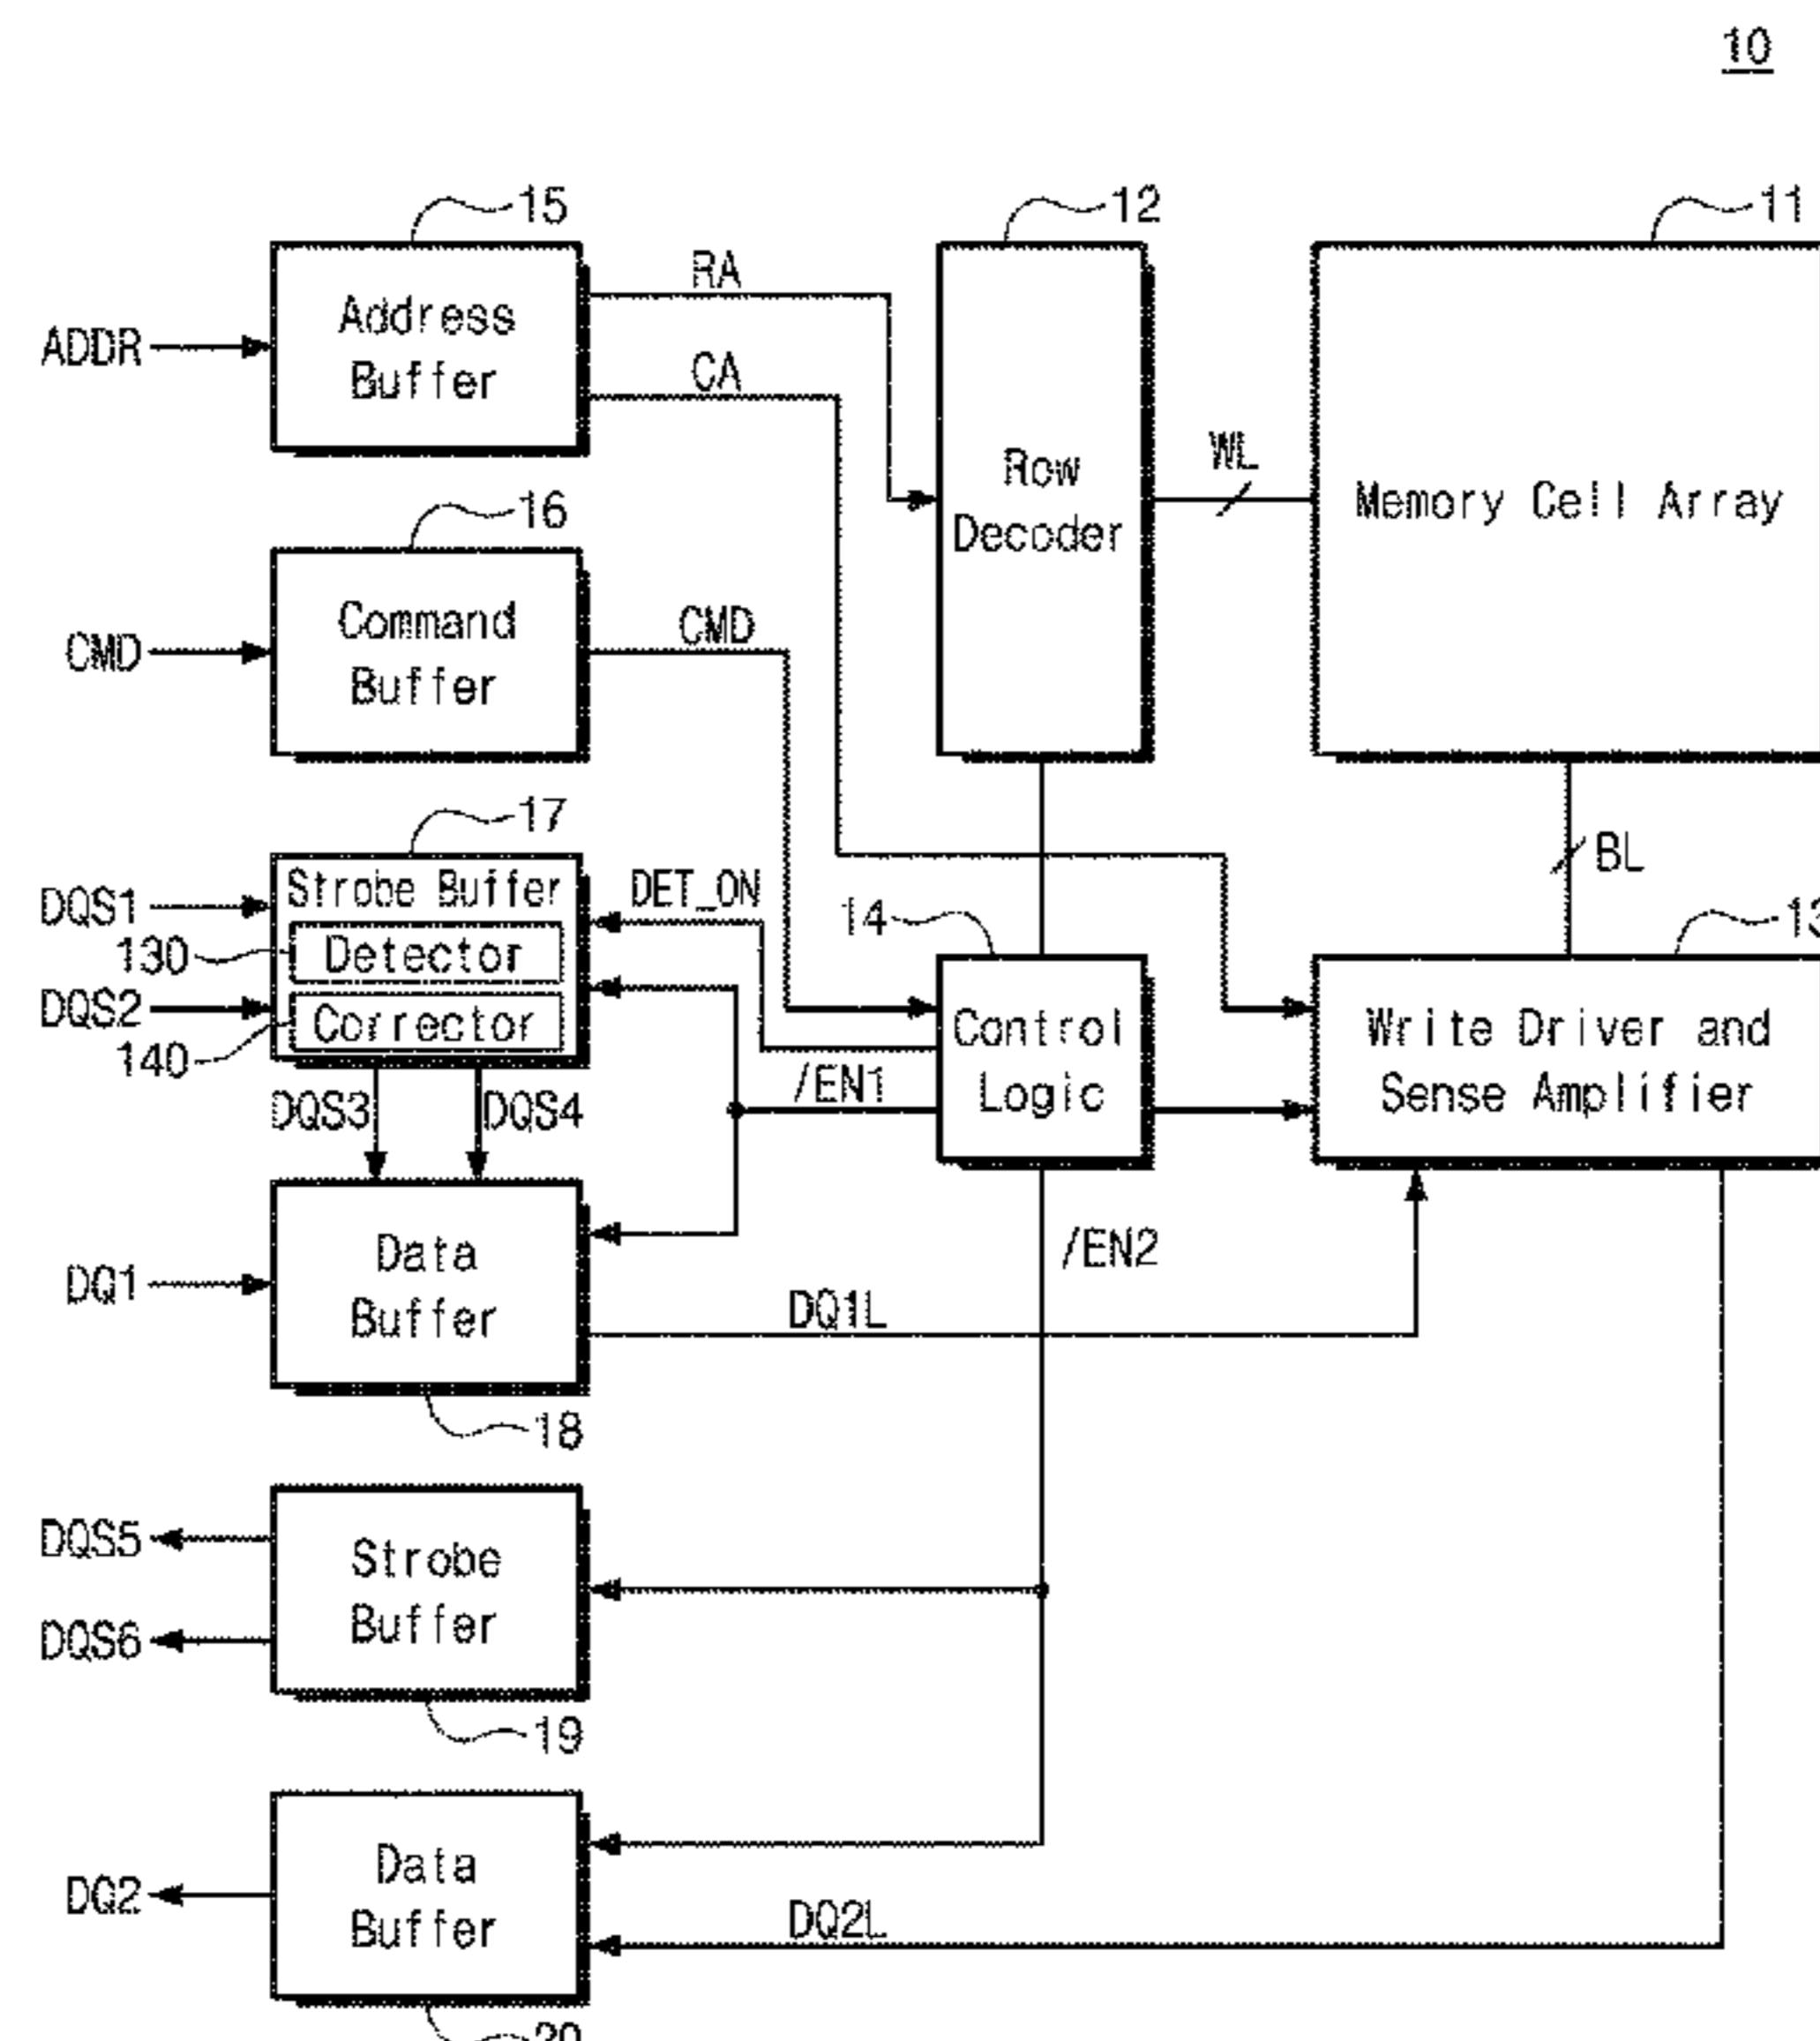 10
15
12
11
Address
Buffer
ADDR
RA
CA
Row
Decoder
WL
Memory Cell Array
16
Command
Buffer
CMD
CMD
17
Strobe Buffer
DQS1
130
Detector
DQS2
140
Corrector
DET_ON
14
Control
Logic
BL
13
Write Driver and
Sense Amplifier
/EN1
DQS3
DQS4
Data
Buffer
DQ1
/EN2
DQ1L
18
DQS5
Strobe
Buffer
DQS6
19
Data
Buffer
DQ2
DQ2L
20